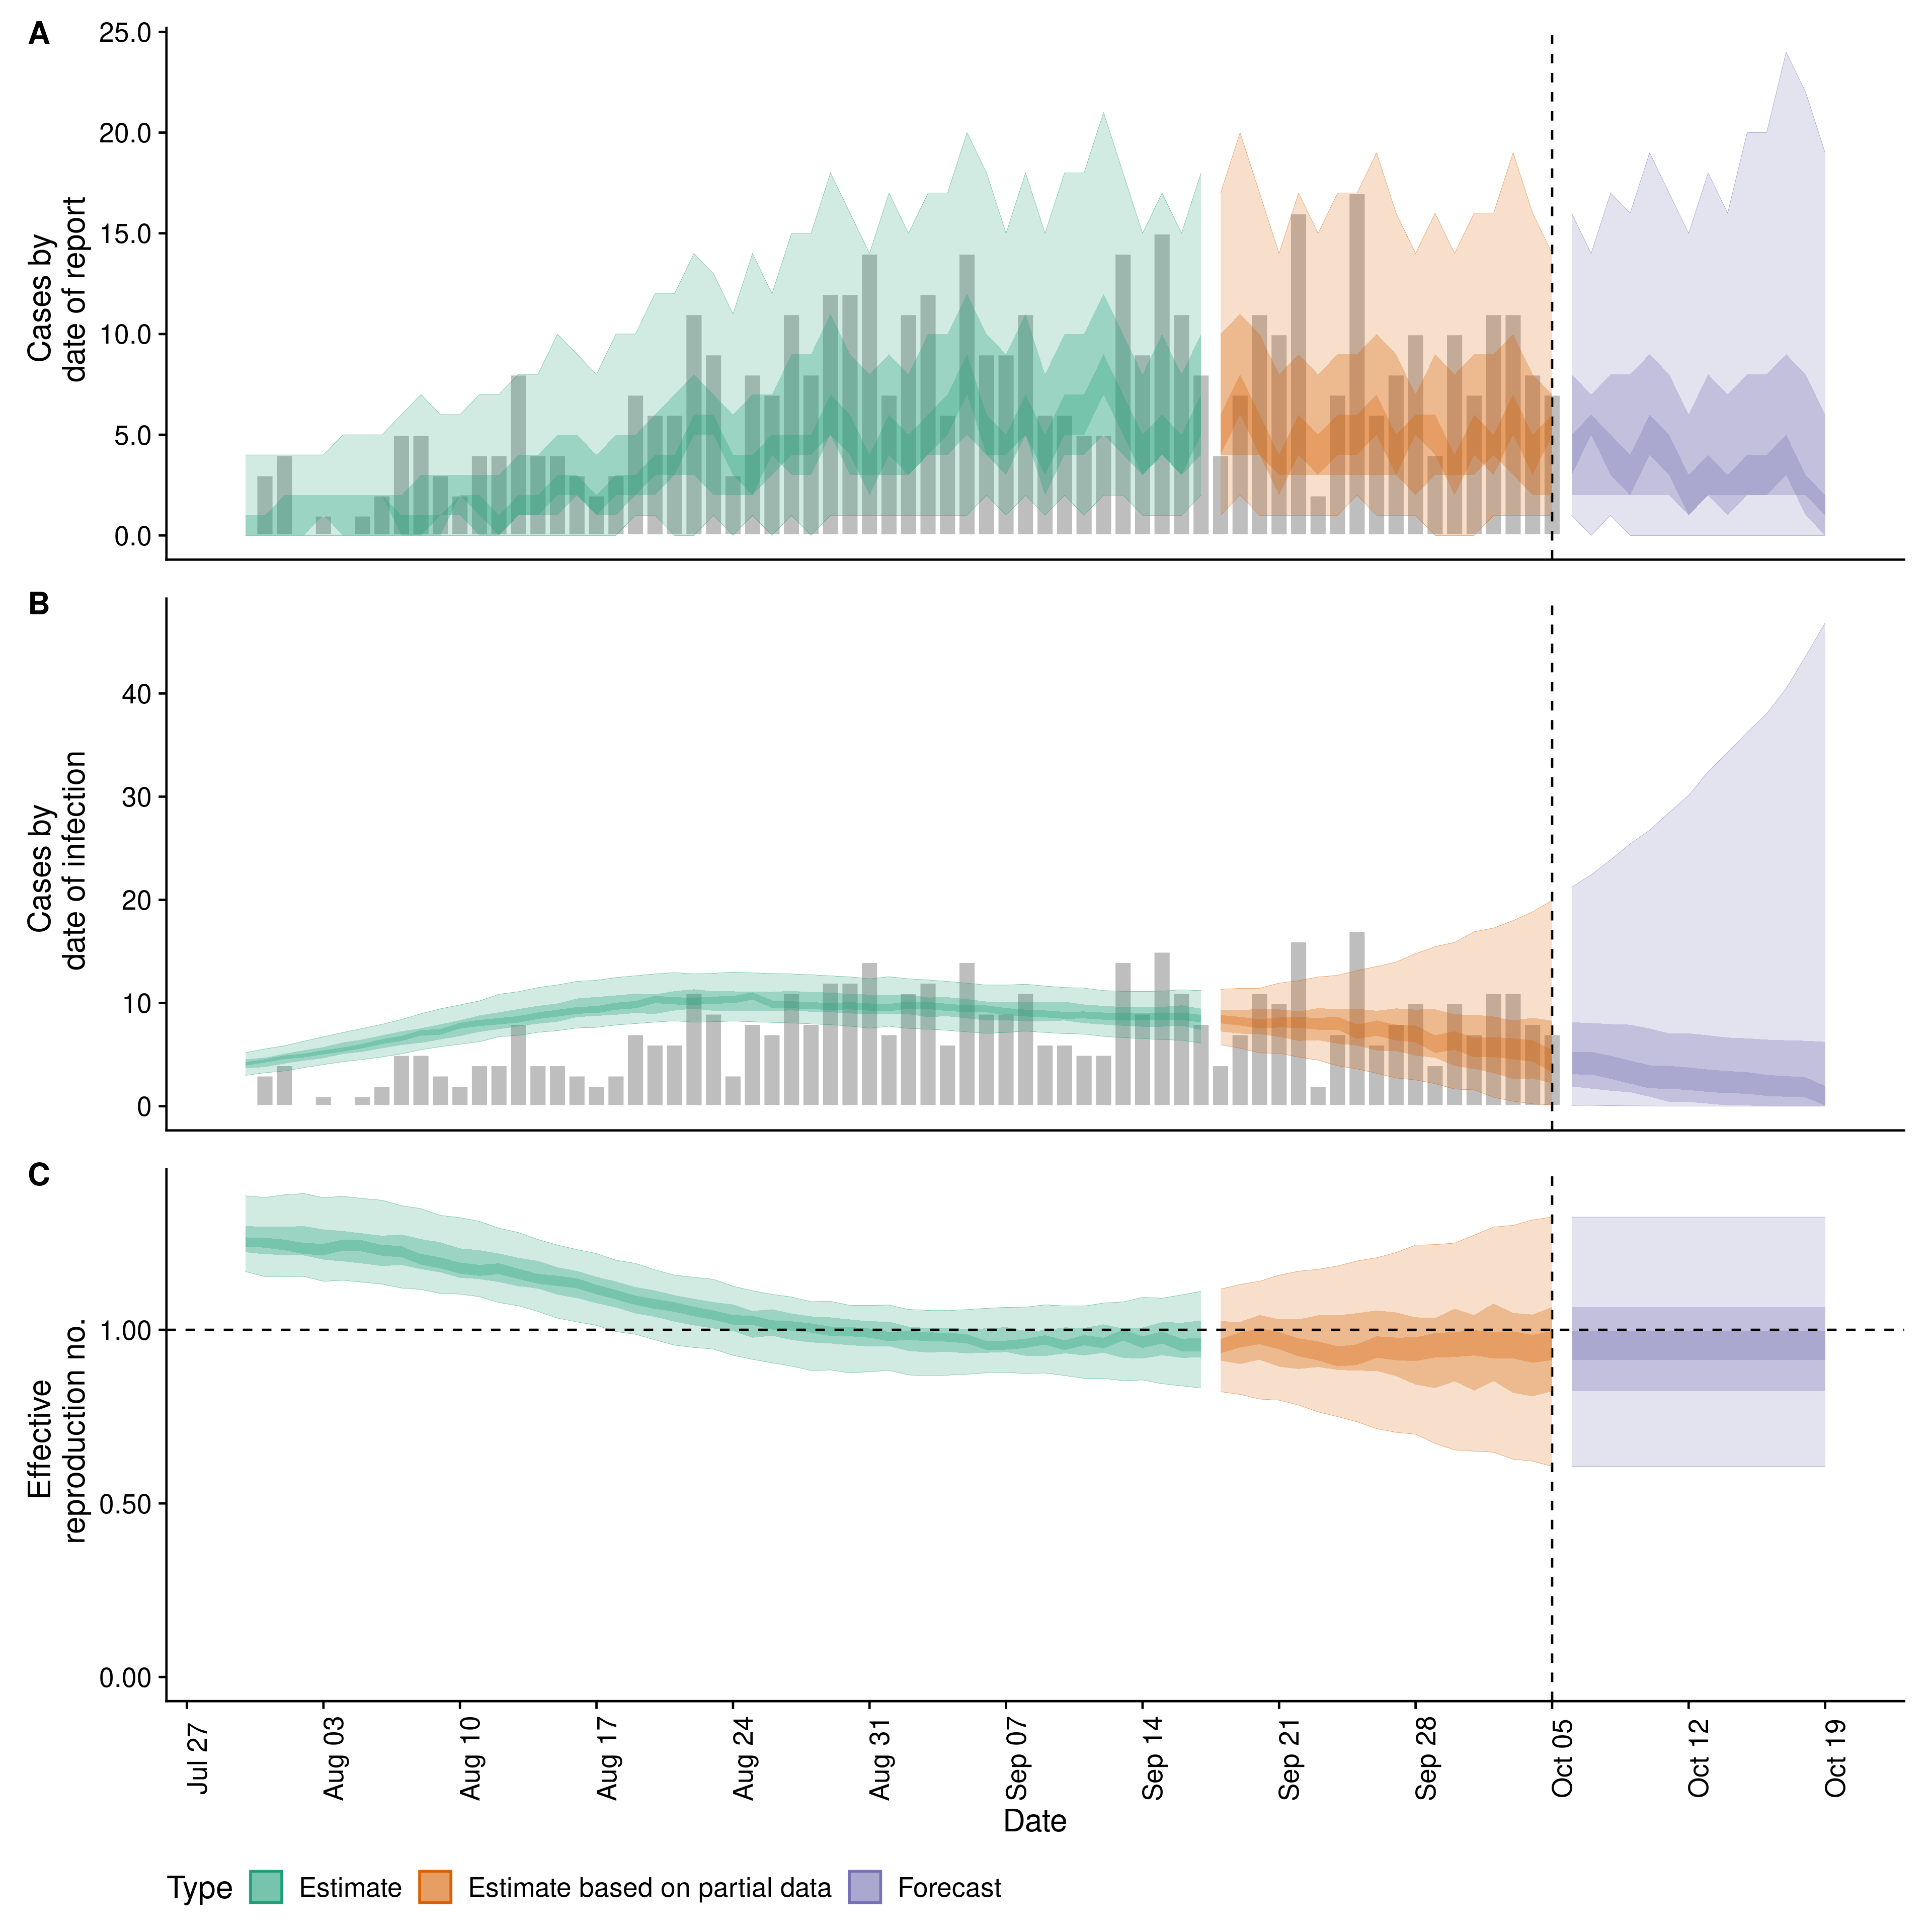 A
Cases by
date of report
25.0
20.0
15.0
10.0
5.0
0.0
B
Cases by
date of infection
40
30
20
10
0
C
Effective
reproduction no.
1.00
0.50
0.00
Jul 27
Aug 03
Aug 10
Aug 17
Aug 24
Aug 31
Sep 07
Sep 14
Sep 21
Sep 28
Oct 05
Oct 12
Oct 19
Date
Type Estimate Estimate based on partial data Forecast